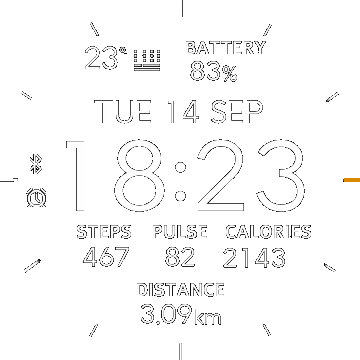 23°
BATTERY
83%
TUE 14 SEP
18:23
STEPS PULSE CALORIES
467 82 2143
DISTANCE
3.09km